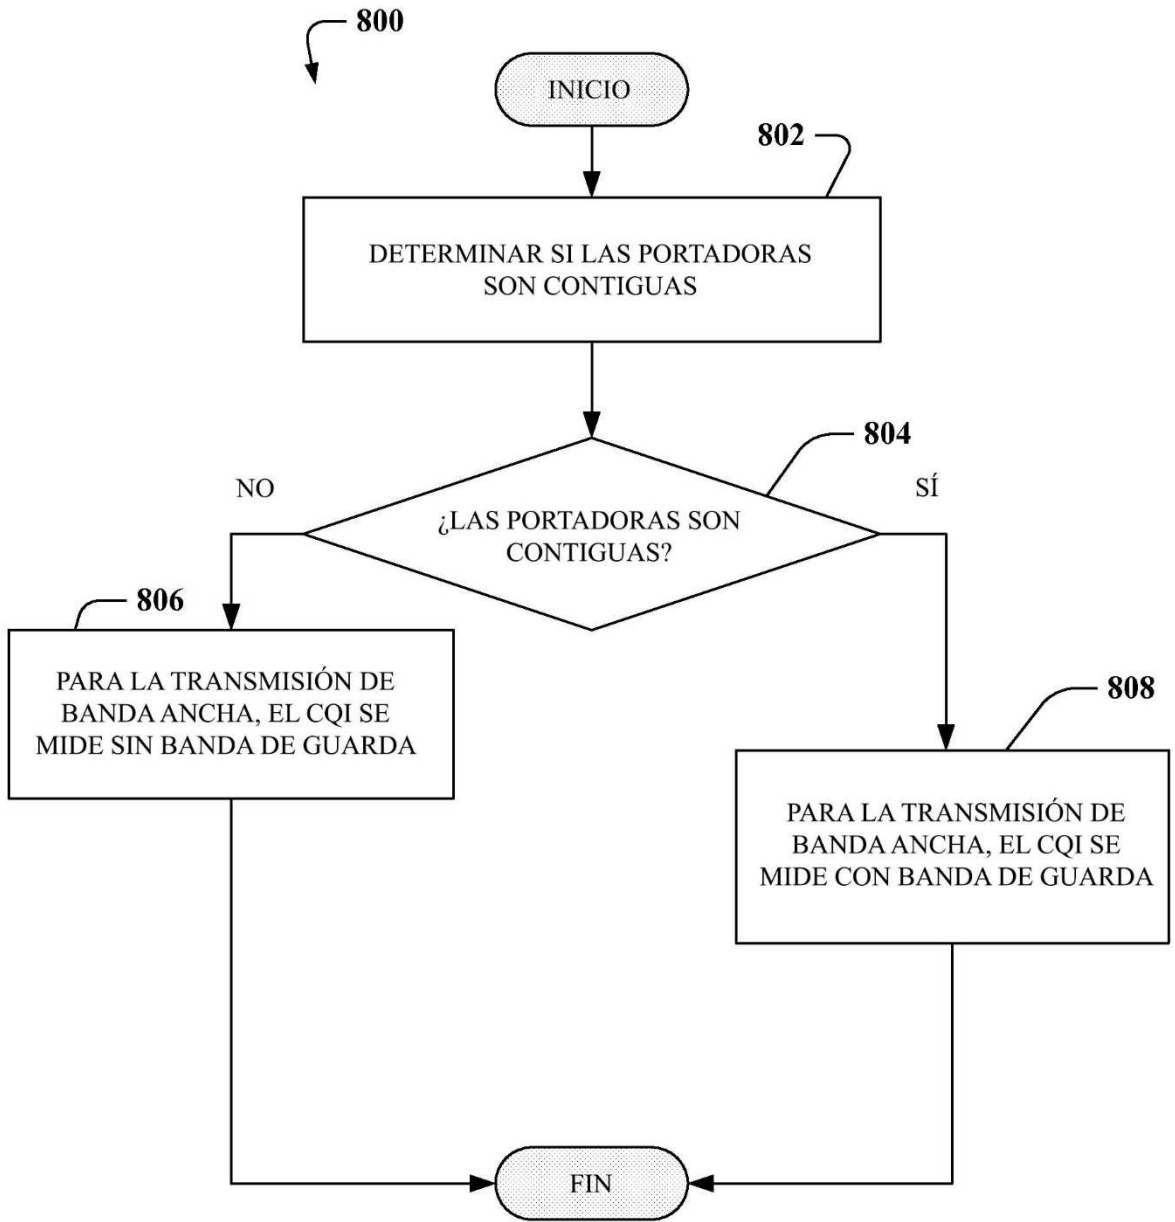 800
INICIO
802
DETERMINAR SI LAS PORTADORAS
SON CONTIGUAS
804
NO
SÍ
¿LAS PORTADORAS SON
CONTIGUAS?
806
PARA LA TRANSMISIÓN DE
BANDA ANCHA, EL CQI SE
MIDE SIN BANDA DE GUARDA
808
PARA LA TRANSMISIÓN DE
BANDA ANCHA, EL CQI SE
MIDE CON BANDA DE GUARDA
FIN